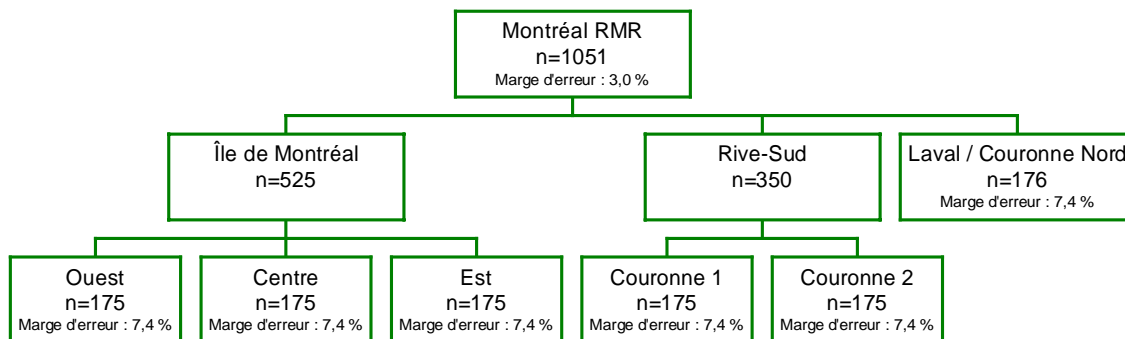 Montréal RMR
n=1051
Marge d'erreur : 3,0 %
Île de Montréal
n=525
Rive-Sud
n=350
Laval / Couronne Nord
n=176
Marge d'erreur : 7,4 %
Ouest
n=175
Marge d'erreur : 7,4 %
Centre
n=175
Marge d'erreur : 7,4 %
Est
n=175
Marge d'erreur : 7,4 %
Couronne 1
n=175
Marge d'erreur : 7,4 %
Couronne 2
n=175
Marge d'erreur : 7,4 %